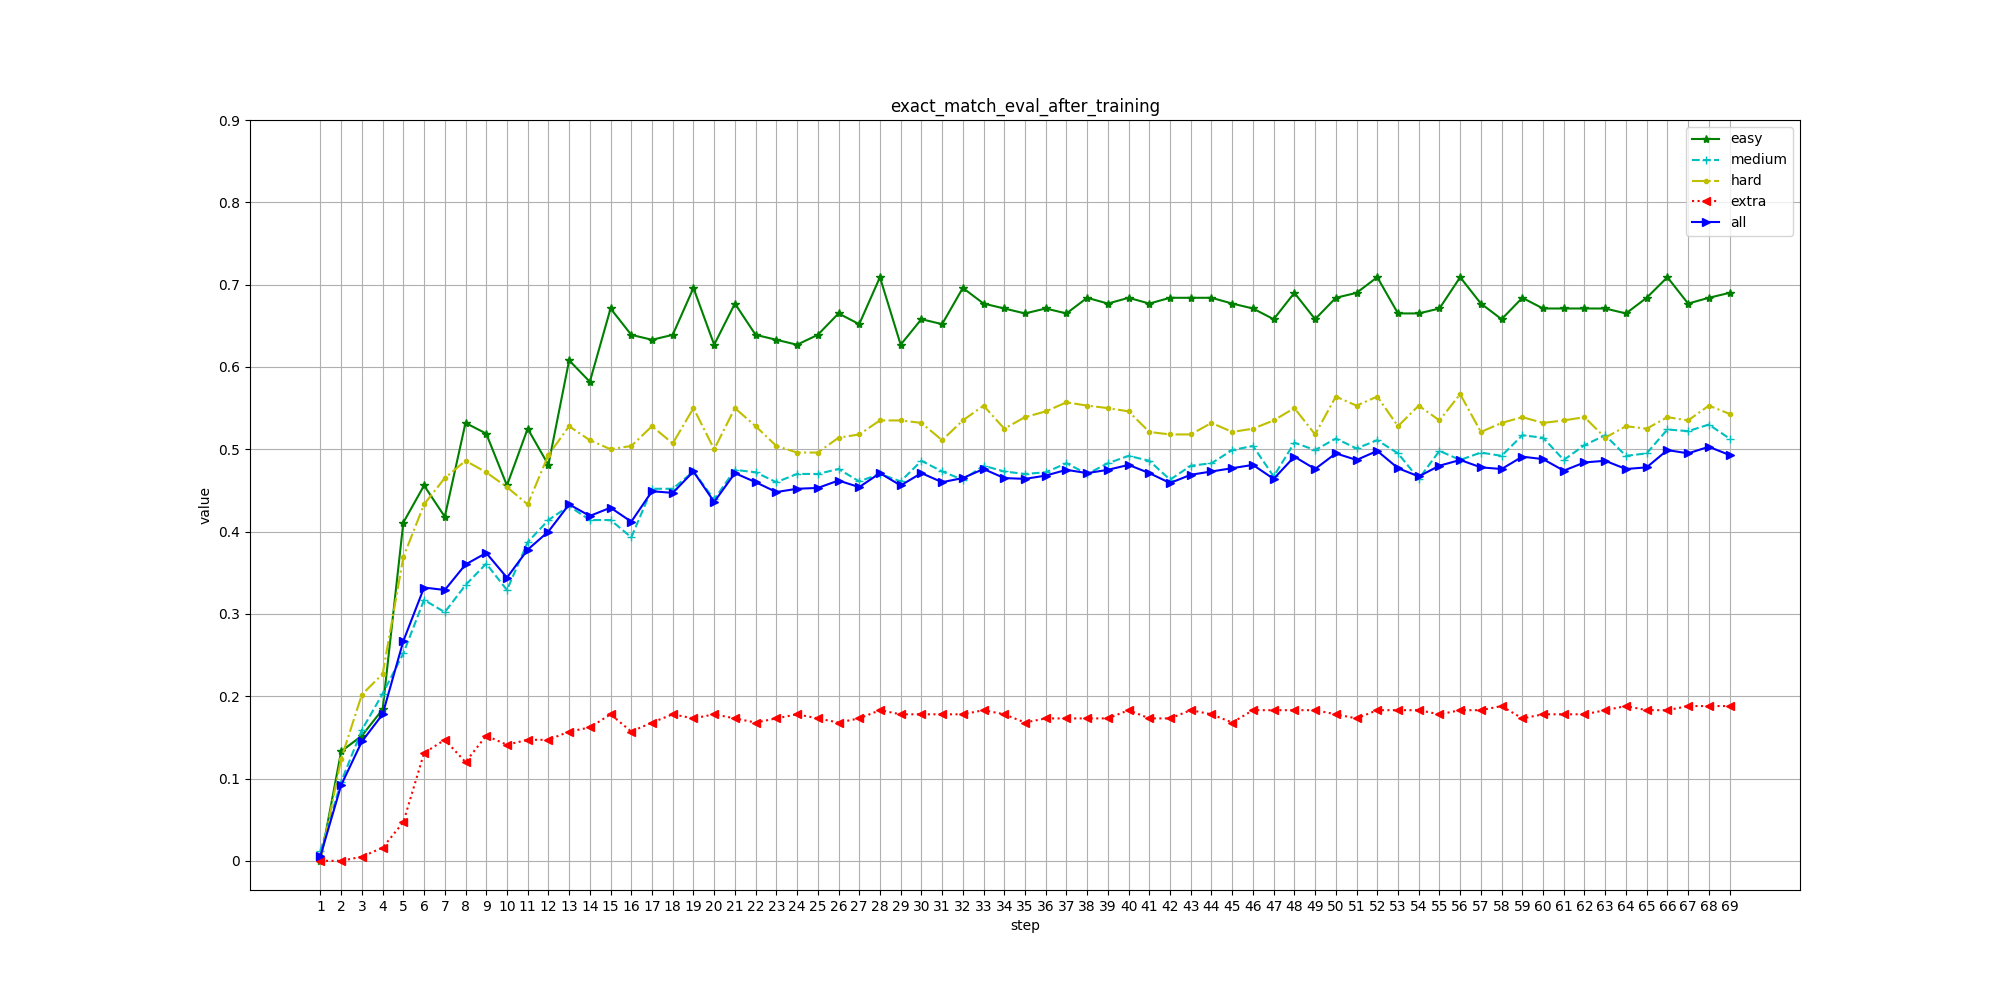 exact_match_eval_after_training
0.9
0.8
0.7
0.6
0.5
0.4
0.3
0.2
0.1
0
value
easy
medium
hard
extra
all
1 2 3 4 5 6 7 8 9 10 11 12 13 14 15 16 17 18 19 20 21 22 23 24 25 26 27 28 29 30 31 32 33 34 35 36 37 38 39 40 41 42 43 44 45 46 47 48 49 50 51 52 53 54 55 56 57 58 59 60 61 62 63 64 65 66 67 68 69
step